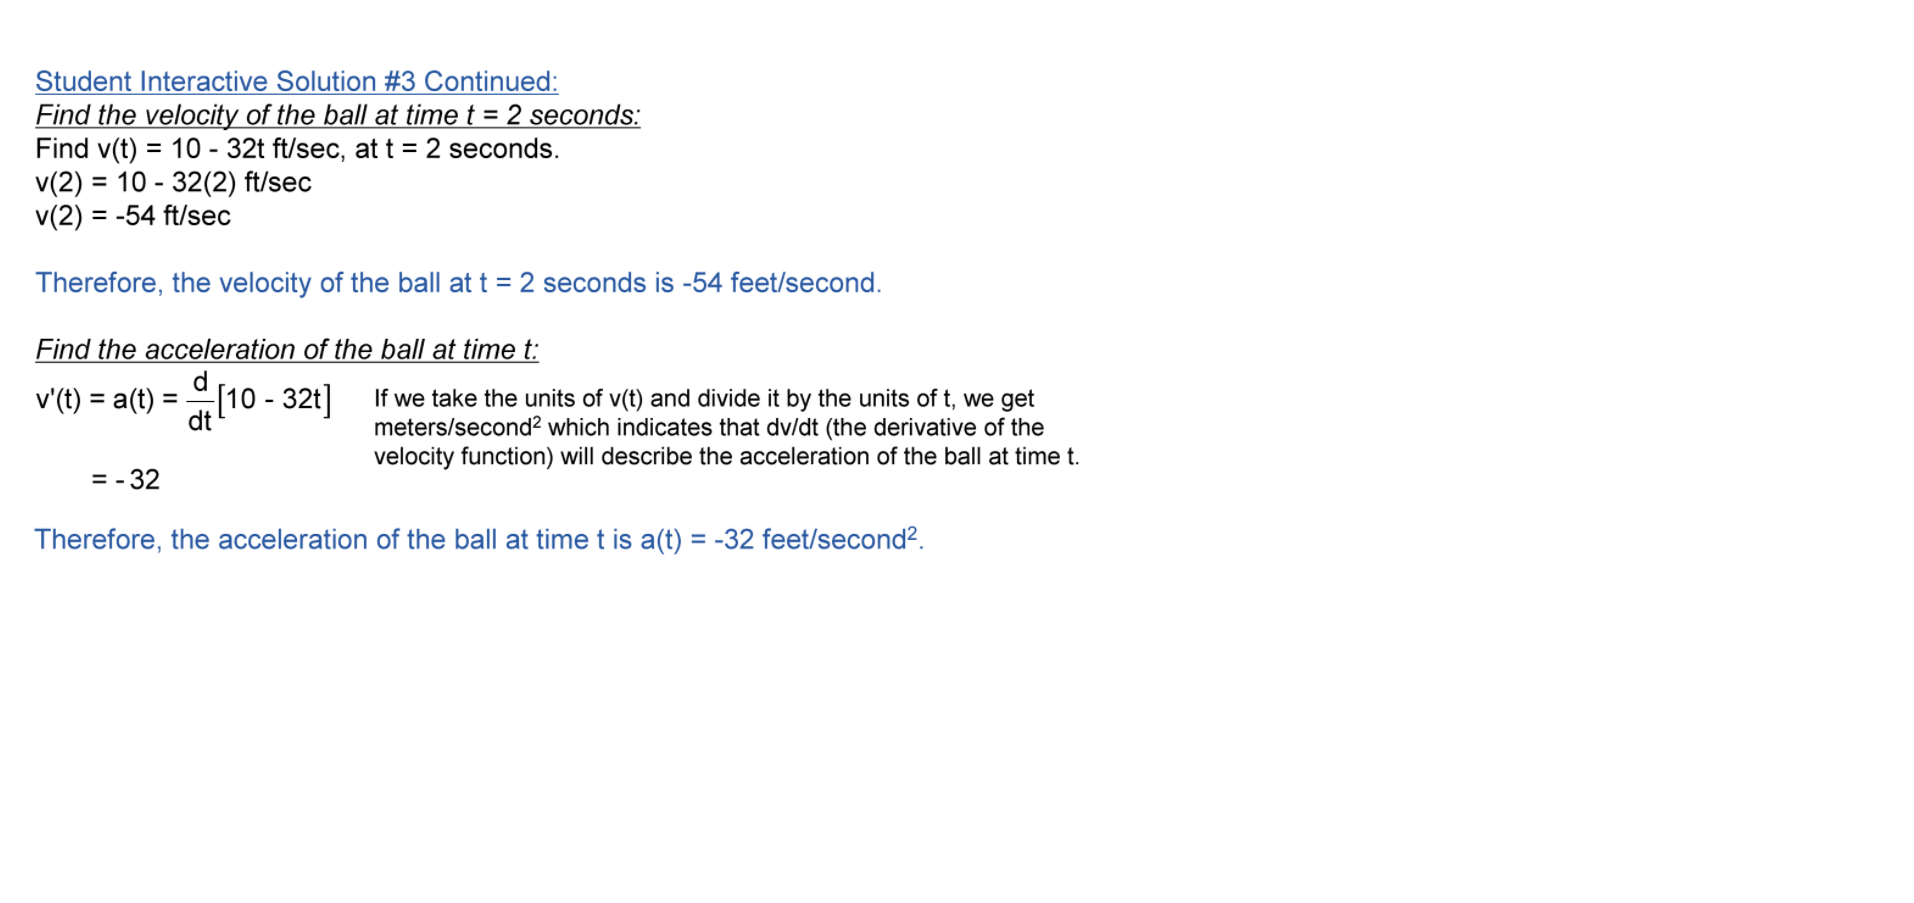 Student Interactive Solution #3 Continued:
Find the velocity of the ball at time t = 2 seconds:
Find v(t) = 10 - 32t ft/sec, at t = 2 seconds.
v(2) = 10 - 32(2) ft/sec
v(2) = -54 ft/sec
Therefore, the velocity of the ball at t = 2 seconds is -54 feet/second.
Find the acceleration of the ball at time t:
v'(t) = a(t) = d/dt [10 - 32t]
= - 32
If we take the units of v(t) and divide it by the units of t, we get
meters/second² which indicates that dv/dt (the derivative of the
velocity function) will describe the acceleration of the ball at time t.
Therefore, the acceleration of the ball at time t is a(t) = -32 feet/second².